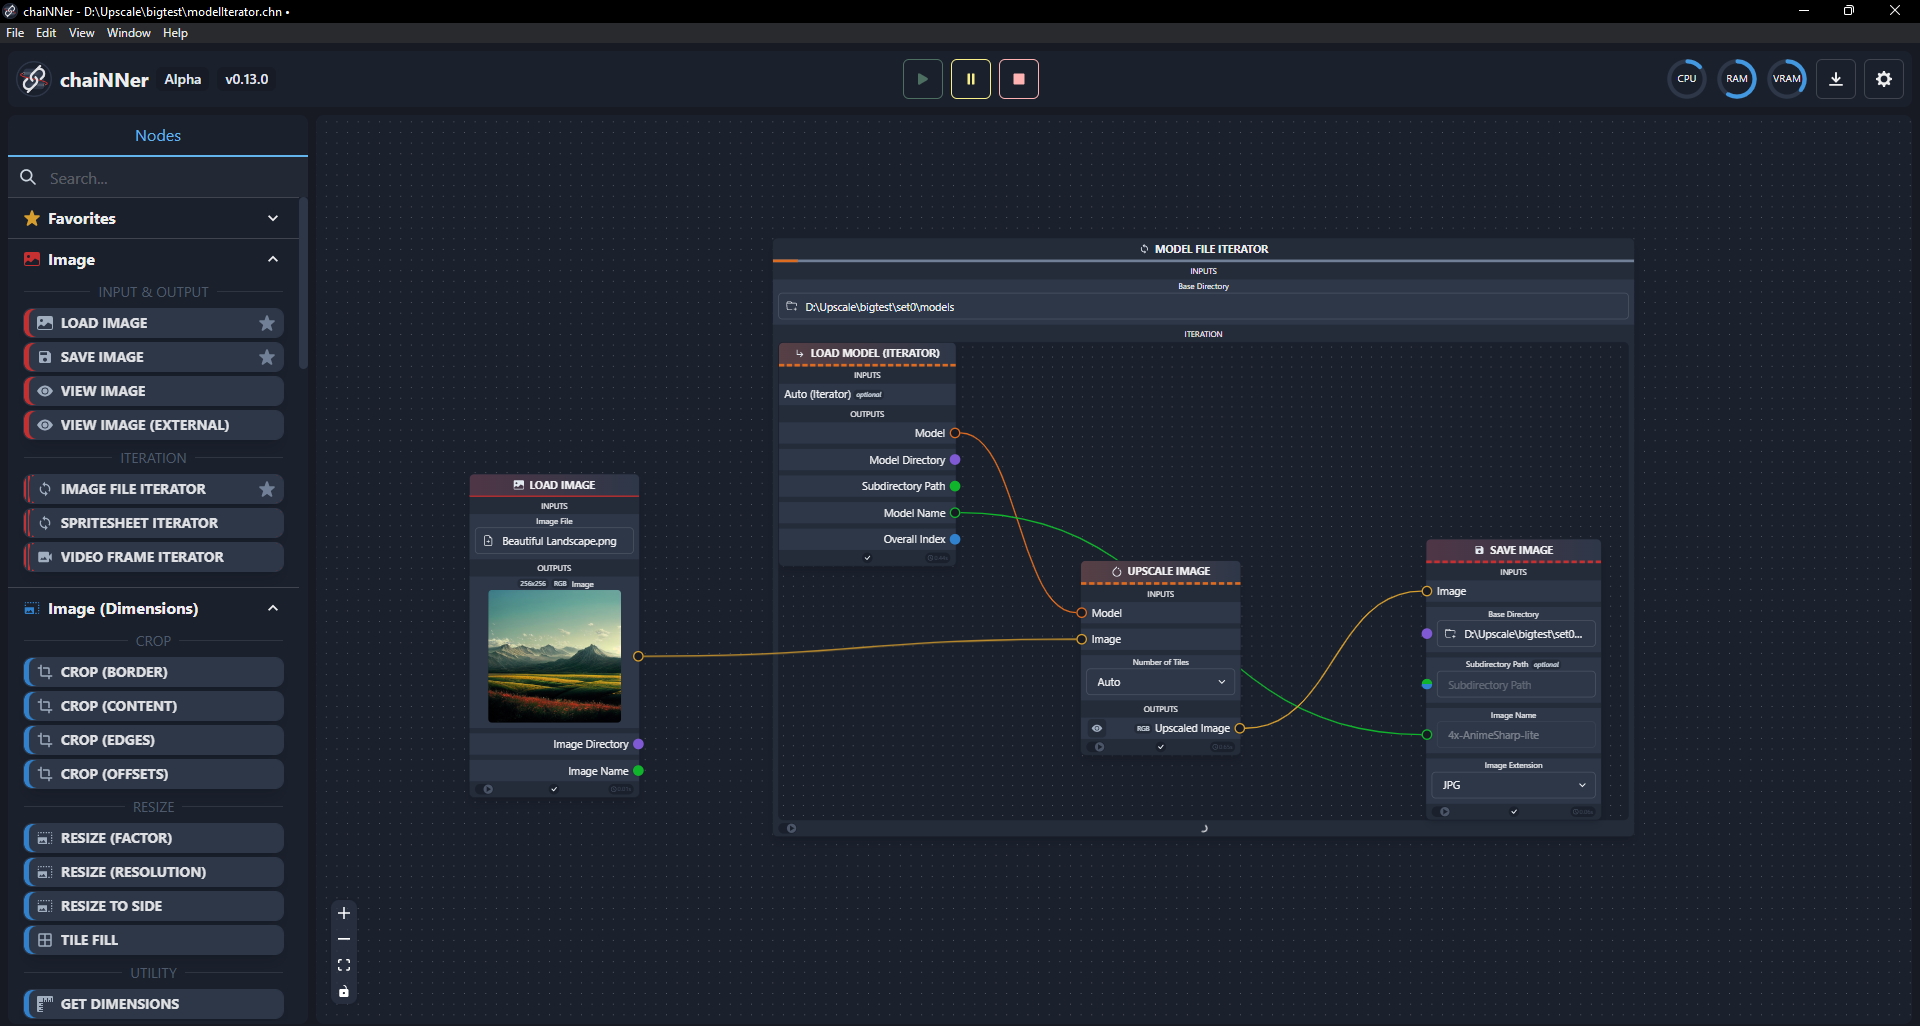 chaiNNer - D:\Upscale\bigtest\modelIterator.chn •
File Edit View Window Help
chaiNNer Alpha v0.13.0
CPU RAM VRAM
Nodes
Search...
Favorites
Image
INPUT & OUTPUT
LOAD IMAGE
SAVE IMAGE
VIEW IMAGE
VIEW IMAGE (EXTERNAL)
ITERATION
IMAGE FILE ITERATOR
SPRITESHEET ITERATOR
VIDEO FRAME ITERATOR
Image (Dimensions)
CROP
CROP (BORDER)
CROP (CONTENT)
CROP (EDGES)
CROP (OFFSETS)
RESIZE
RESIZE (FACTOR)
RESIZE (RESOLUTION)
RESIZE TO SIDE
TILE FILL
UTILITY
GET DIMENSIONS
LOAD IMAGE
INPUTS
Image File
Beautiful Landscape.png
OUTPUTS
256x256 RGB Image
Image Directory
Image Name
MODEL FILE ITERATOR
INPUTS
Base Directory
D:\Upscale\bigtest\set0\models
ITERATION
LOAD MODEL (ITERATOR)
INPUTS
Auto (Iterator) optional
OUTPUTS
Model
Model Directory
Subdirectory Path
Model Name
Overall Index
UPSCALE IMAGE
INPUTS
Model
Image
Number of Tiles
Auto
OUTPUTS
RGB Upscaled Image
SAVE IMAGE
INPUTS
Image
Base Directory
D:\Upscale\bigtest\set0...
Subdirectory Path optional
Subdirectory Path
Image Name
4x-AnimeSharp-lite
Image Extension
JPG